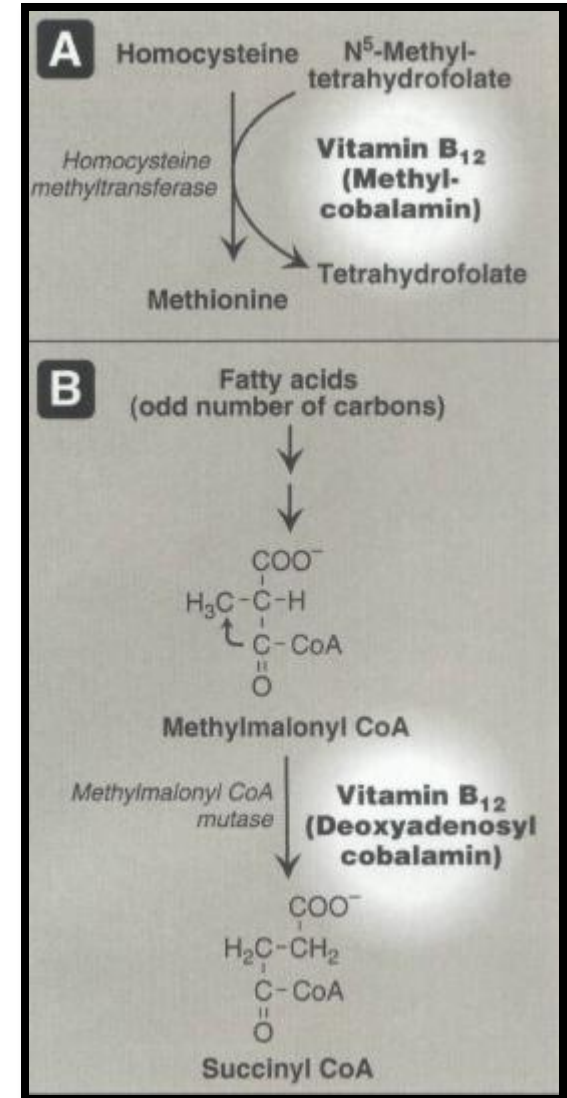 A
Homocysteine
N⁵-Methyl-
tetrahydrofolate
Homocysteine
methyltransferase
Vitamin B₁₂
(Methyl-
cobalamin)
Tetrahydrofolate
Methionine
B
Fatty acids
(odd number of carbons)
COO⁻
H₃C-C-H
C-CoA
O
Methylmalonyl CoA
Methylmalonyl CoA
mutase
Vitamin B₁₂
(Deoxyadenosyl
cobalamin)
COO⁻
H₂C-CH₂
C-CoA
O
Succinyl CoA